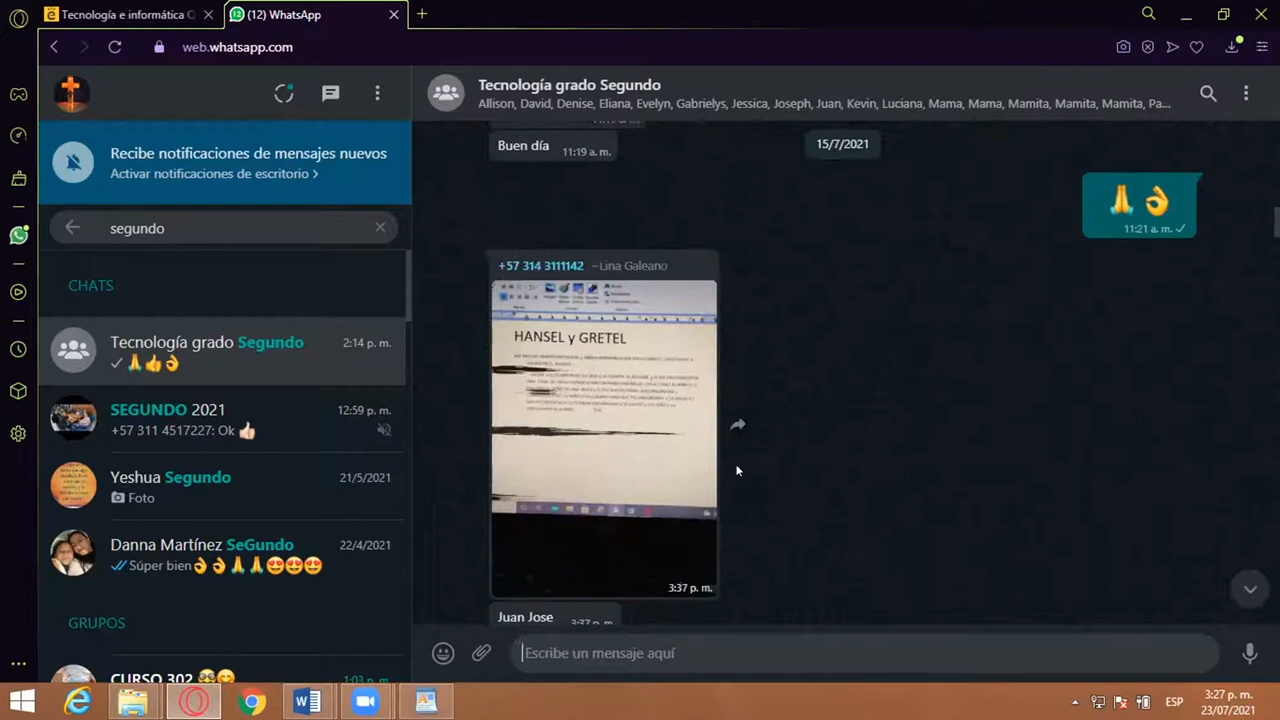 Tecnología e informática
(12) WhatsApp
web.whatsapp.com
Recibe notificaciones de mensajes nuevos
Activar notificaciones de escritorio >
segundo
CHATS
Tecnología grado Segundo
2:14 p. m.
SEGUNDO 2021
12:59 p. m.
+57 311 4517227: Ok 👍🏻
Yeshua Segundo
21/5/2021
Foto
Danna Martínez SeGundo
22/4/2021
Súper bien👌👌🙏🙏😍😍😍
GRUPOS
CURSO 302
1:03 p. m.
Tecnología grado Segundo
Allison, David, Denise, Eliana, Evelyn, Gabrielys, Jessica, Joseph, Juan, Kevin, Luciana, Mama, Mama, Mamita, Mamita, Mamita, Pa...
Buen día
11:19 a. m.
15/7/2021
11:21 a. m.
+57 314 3111142 ~Lina Galeano
HANSEL y GRETEL
3:37 p. m.
Juan Jose
3:37 p. m.
Escribe un mensaje aquí
ESP
3:27 p. m.
23/07/2021